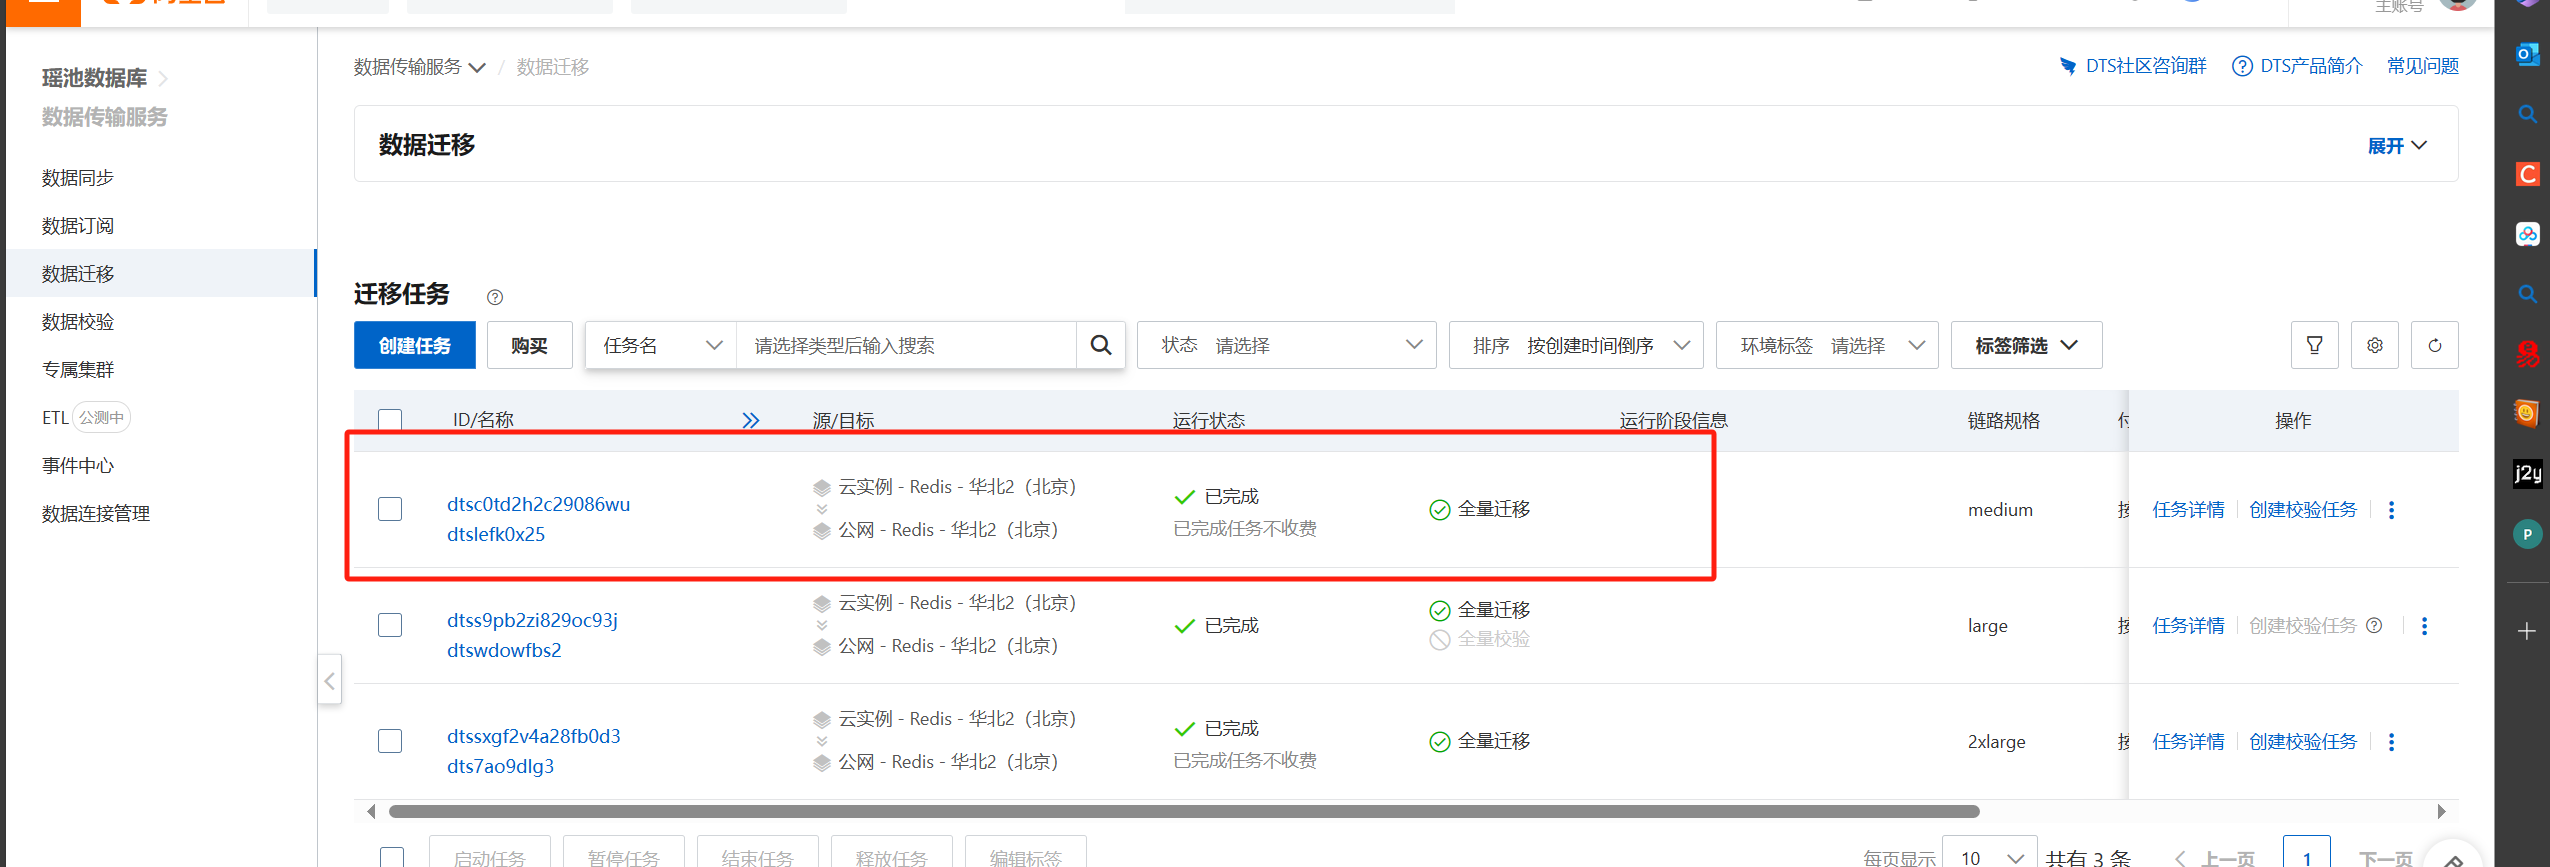 主账号
瑶池数据库
数据传输服务
数据同步
数据订阅
数据迁移
数据校验
专属集群
ETL 公测中
事件中心
数据连接管理
数据传输服务 / 数据迁移
DTS社区咨询群 DTS产品简介 常见问题
数据迁移
展开
迁移任务
创建任务 购买 任务名 请选择类型后输入搜索 状态 请选择 排序 按创建时间倒序 环境标签 请选择 标签筛选
ID/名称 源/目标 运行状态 运行阶段信息 链路规格 操作
dtsc0td2h2c29086wu
dtslefk0x25
云实例 - Redis - 华北2（北京）
公网 - Redis - 华北2（北京）
已完成
已完成任务不收费
全量迁移
medium
任务详情 创建校验任务
dtss9pb2zi829oc93j
dtswdowfbs2
云实例 - Redis - 华北2（北京）
公网 - Redis - 华北2（北京）
已完成
全量迁移
全量校验
large
任务详情 创建校验任务
dtssxgf2v4a28fb0d3
dts7ao9dlg3
云实例 - Redis - 华北2（北京）
公网 - Redis - 华北2（北京）
已完成
已完成任务不收费
全量迁移
2xlarge
任务详情 创建校验任务
启动任务 暂停任务 结束任务 释放任务 编辑标签
每页显示 10 共有 3 条 上一页 1 下一页
j2y
P